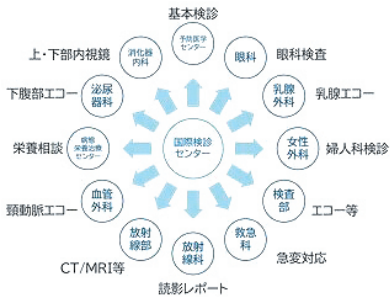 基本検診
予防医学
センター
眼科
眼科検査
乳腺
外科
乳腺エコー
女性
外科
婦人科検診
検査
部
エコー等
救急
科
急変対応
放射
線科
読影レポート
放射
線部
CT/MRI等
血管
外科
頸動脈エコー
病態
栄養治療
センター
栄養相談
泌尿
器科
下腹部エコー
消化器
内科
上・下部内視鏡
国際検診
センター